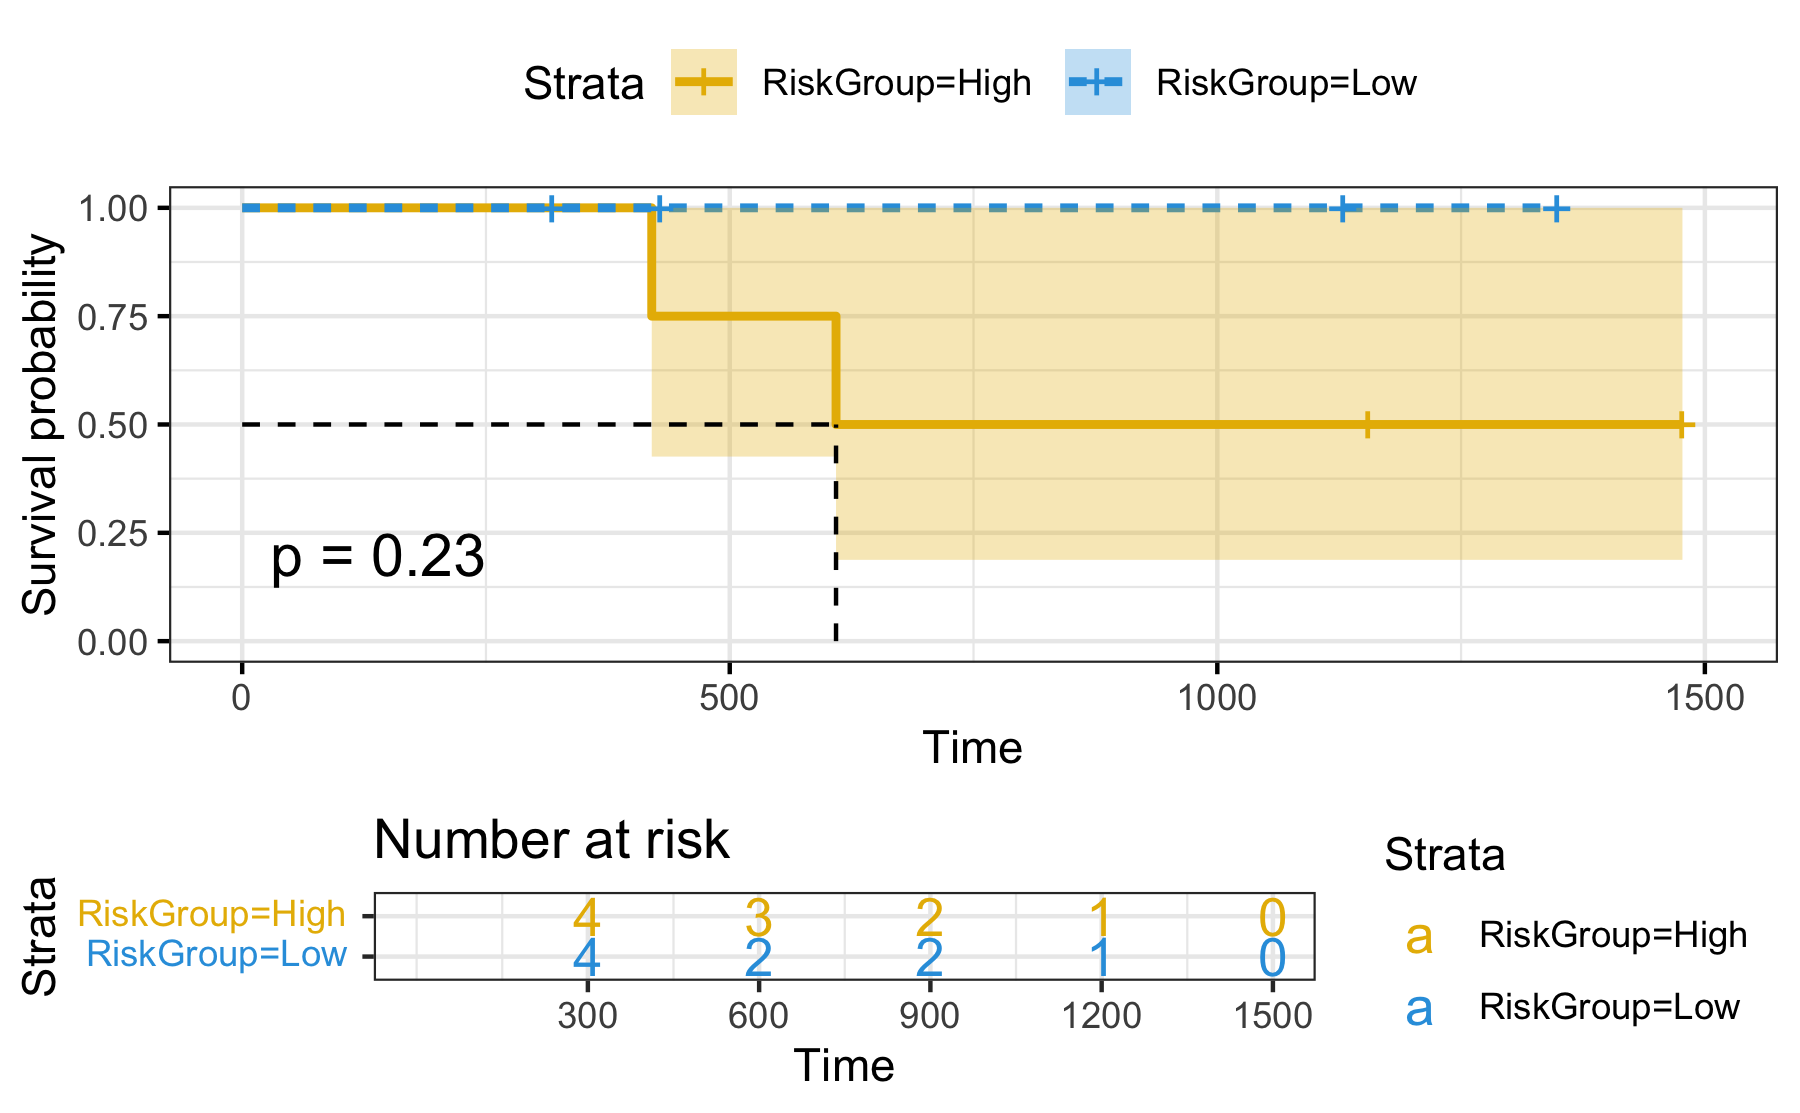 Strata RiskGroup=High RiskGroup=Low
Survival probability
1.00
0.75
0.50
0.25
0.00
p = 0.23
0 500 1000 1500
Time
Number at risk
Strata
RiskGroup=High 4 3 2 1 0
RiskGroup=Low 4 2 2 1 0
300 600 900 1200 1500
Time
Strata
a RiskGroup=High
a RiskGroup=Low